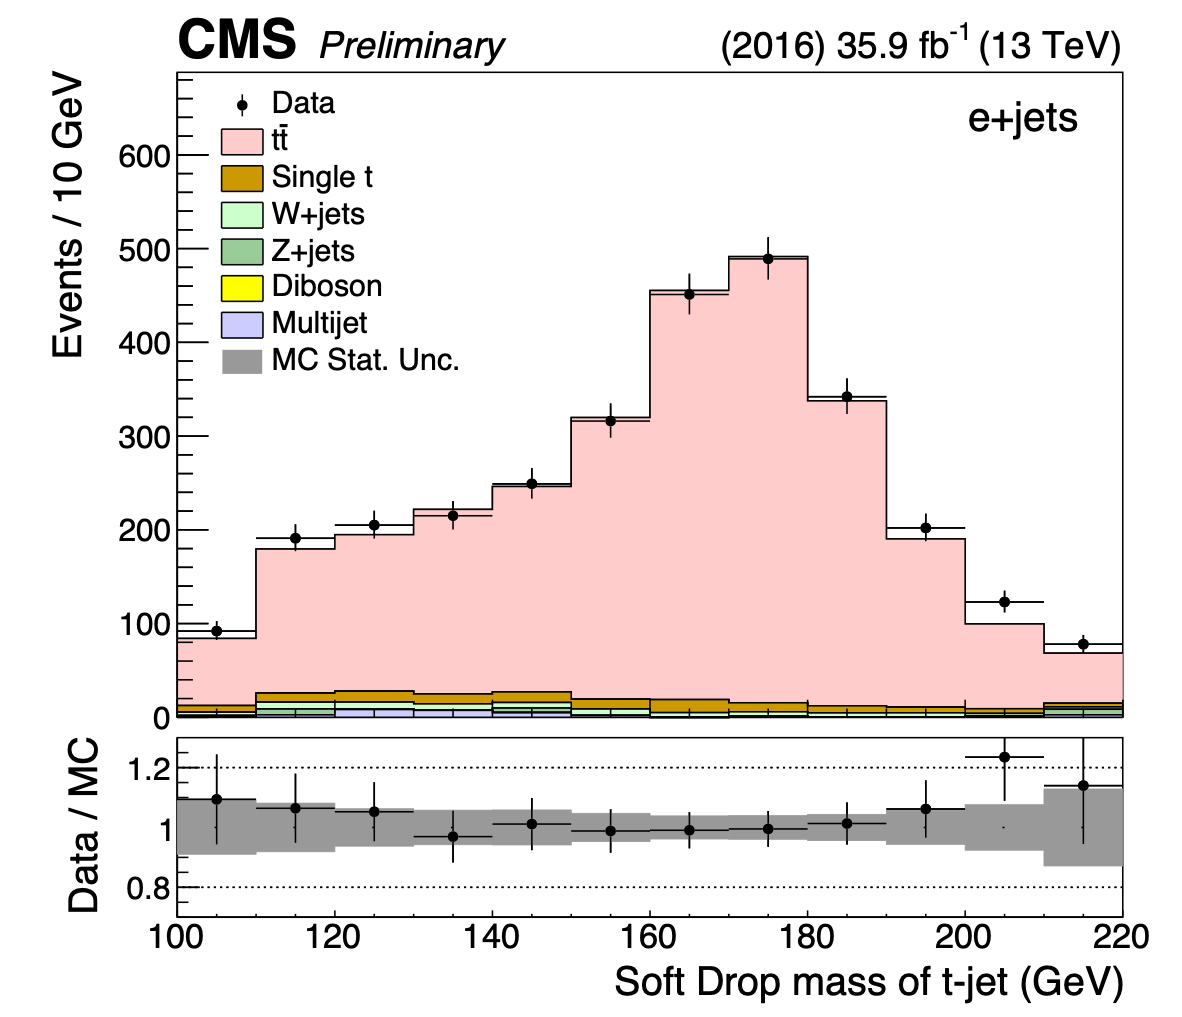 CMS Preliminary (2016) 35.9 fb⁻¹ (13 TeV)
Events / 10 GeV
e+jets
Data
tt̄
Single t
W+jets
Z+jets
Diboson
Multijet
MC Stat. Unc.
600
500
400
300
200
100
0
Data / MC
1.2
1
0.8
100 120 140 160 180 200 220
Soft Drop mass of t-jet (GeV)